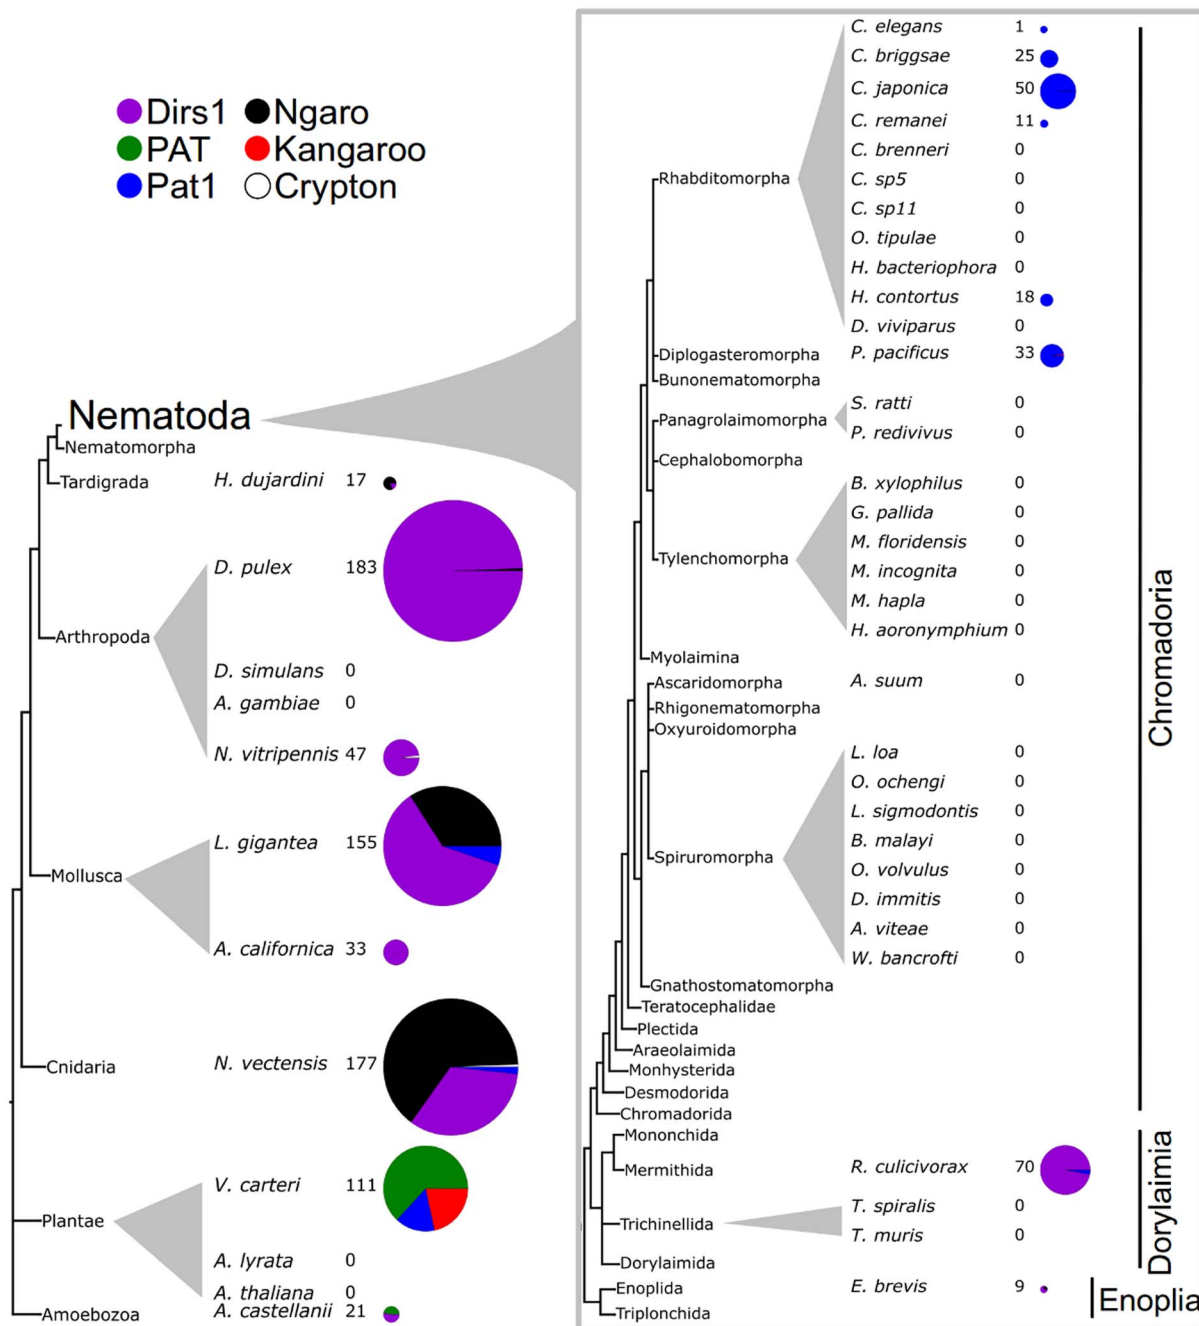 Dirs1 Ngaro
PAT Kangaroo
Pat1 Crypton
Nematoda
Nematomorpha
Tardigrada H. dujardini 17
D. pulex 183
Arthropoda
D. simulans 0
A. gambiae 0
N. vitripennis 47
L. gigantea 155
Mollusca
A. californica 33
Cnidaria N. vectensis 177
V. carteri 111
Plantae
A. lyrata 0
A. thaliana 0
Amoebozoa A. castellanii 21
C. elegans 1
C. briggsae 25
C. japonica 50
C. remanei 11
C. brenneri 0
Rhabditomorpha C. sp5 0
C. sp11 0
O. tipulae 0
H. bacteriophora 0
H. contortus 18
D. viviparus 0
Diplogasteromorpha P. pacificus 33
Bunonematomorpha
S. ratti 0
Panagrolaimomorpha
P. redivivus 0
Cephalobomorpha
B. xylophilus 0
G. pallida 0
M. floridensis 0
Tylenchomorpha
M. incognita 0
M. hapla 0
H. aoronymphium 0
Myolaimina
Ascaridomorpha A. suum 0
Rhigonematomorpha
Oxyuroidomorpha
L. loa 0
O. ochengi 0
L. sigmodontis 0
B. malayi 0
Spiruromorpha
O. volvulus 0
D. immitis 0
A. viteae 0
W. bancrofti 0
Gnathostomatomorpha
Teratocephalidae
Plectida
Araeolaimida
Monhysterida
Desmodorida
Chromadorida
Chromadoria
Mononchida
Mermithida R. culicivorax 70
T. spiralis 0
Trichinellida
T. muris 0
Dorylaimida
Dorylaimia
Enoplida E. brevis 9
Triplonchida
Enoplia